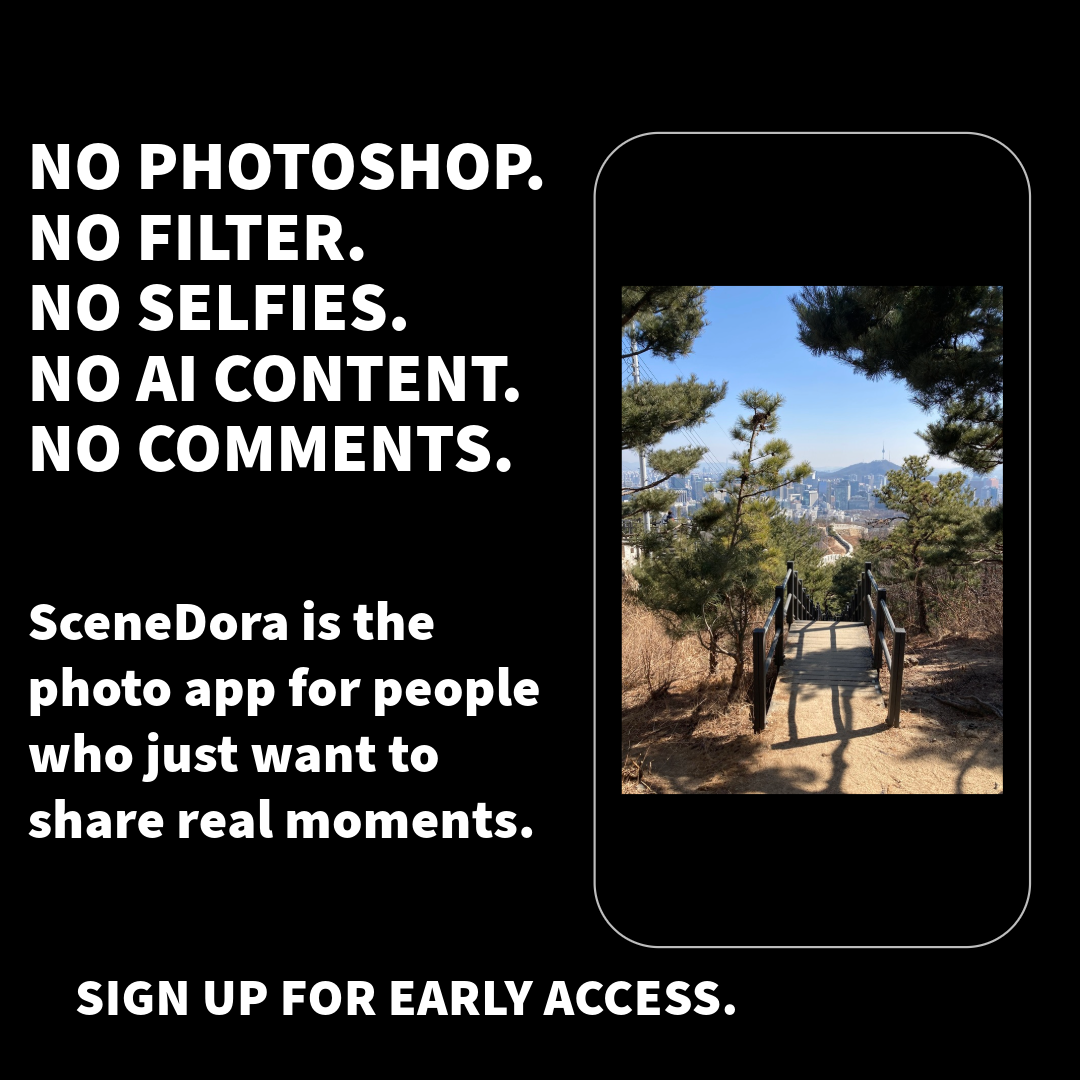 NO PHOTOSHOP.
NO FILTER.
NO SELFIES.
NO AI CONTENT.
NO COMMENTS.
SceneDora is the
photo app for people
who just want to
share real moments.
SIGN UP FOR EARLY ACCESS.